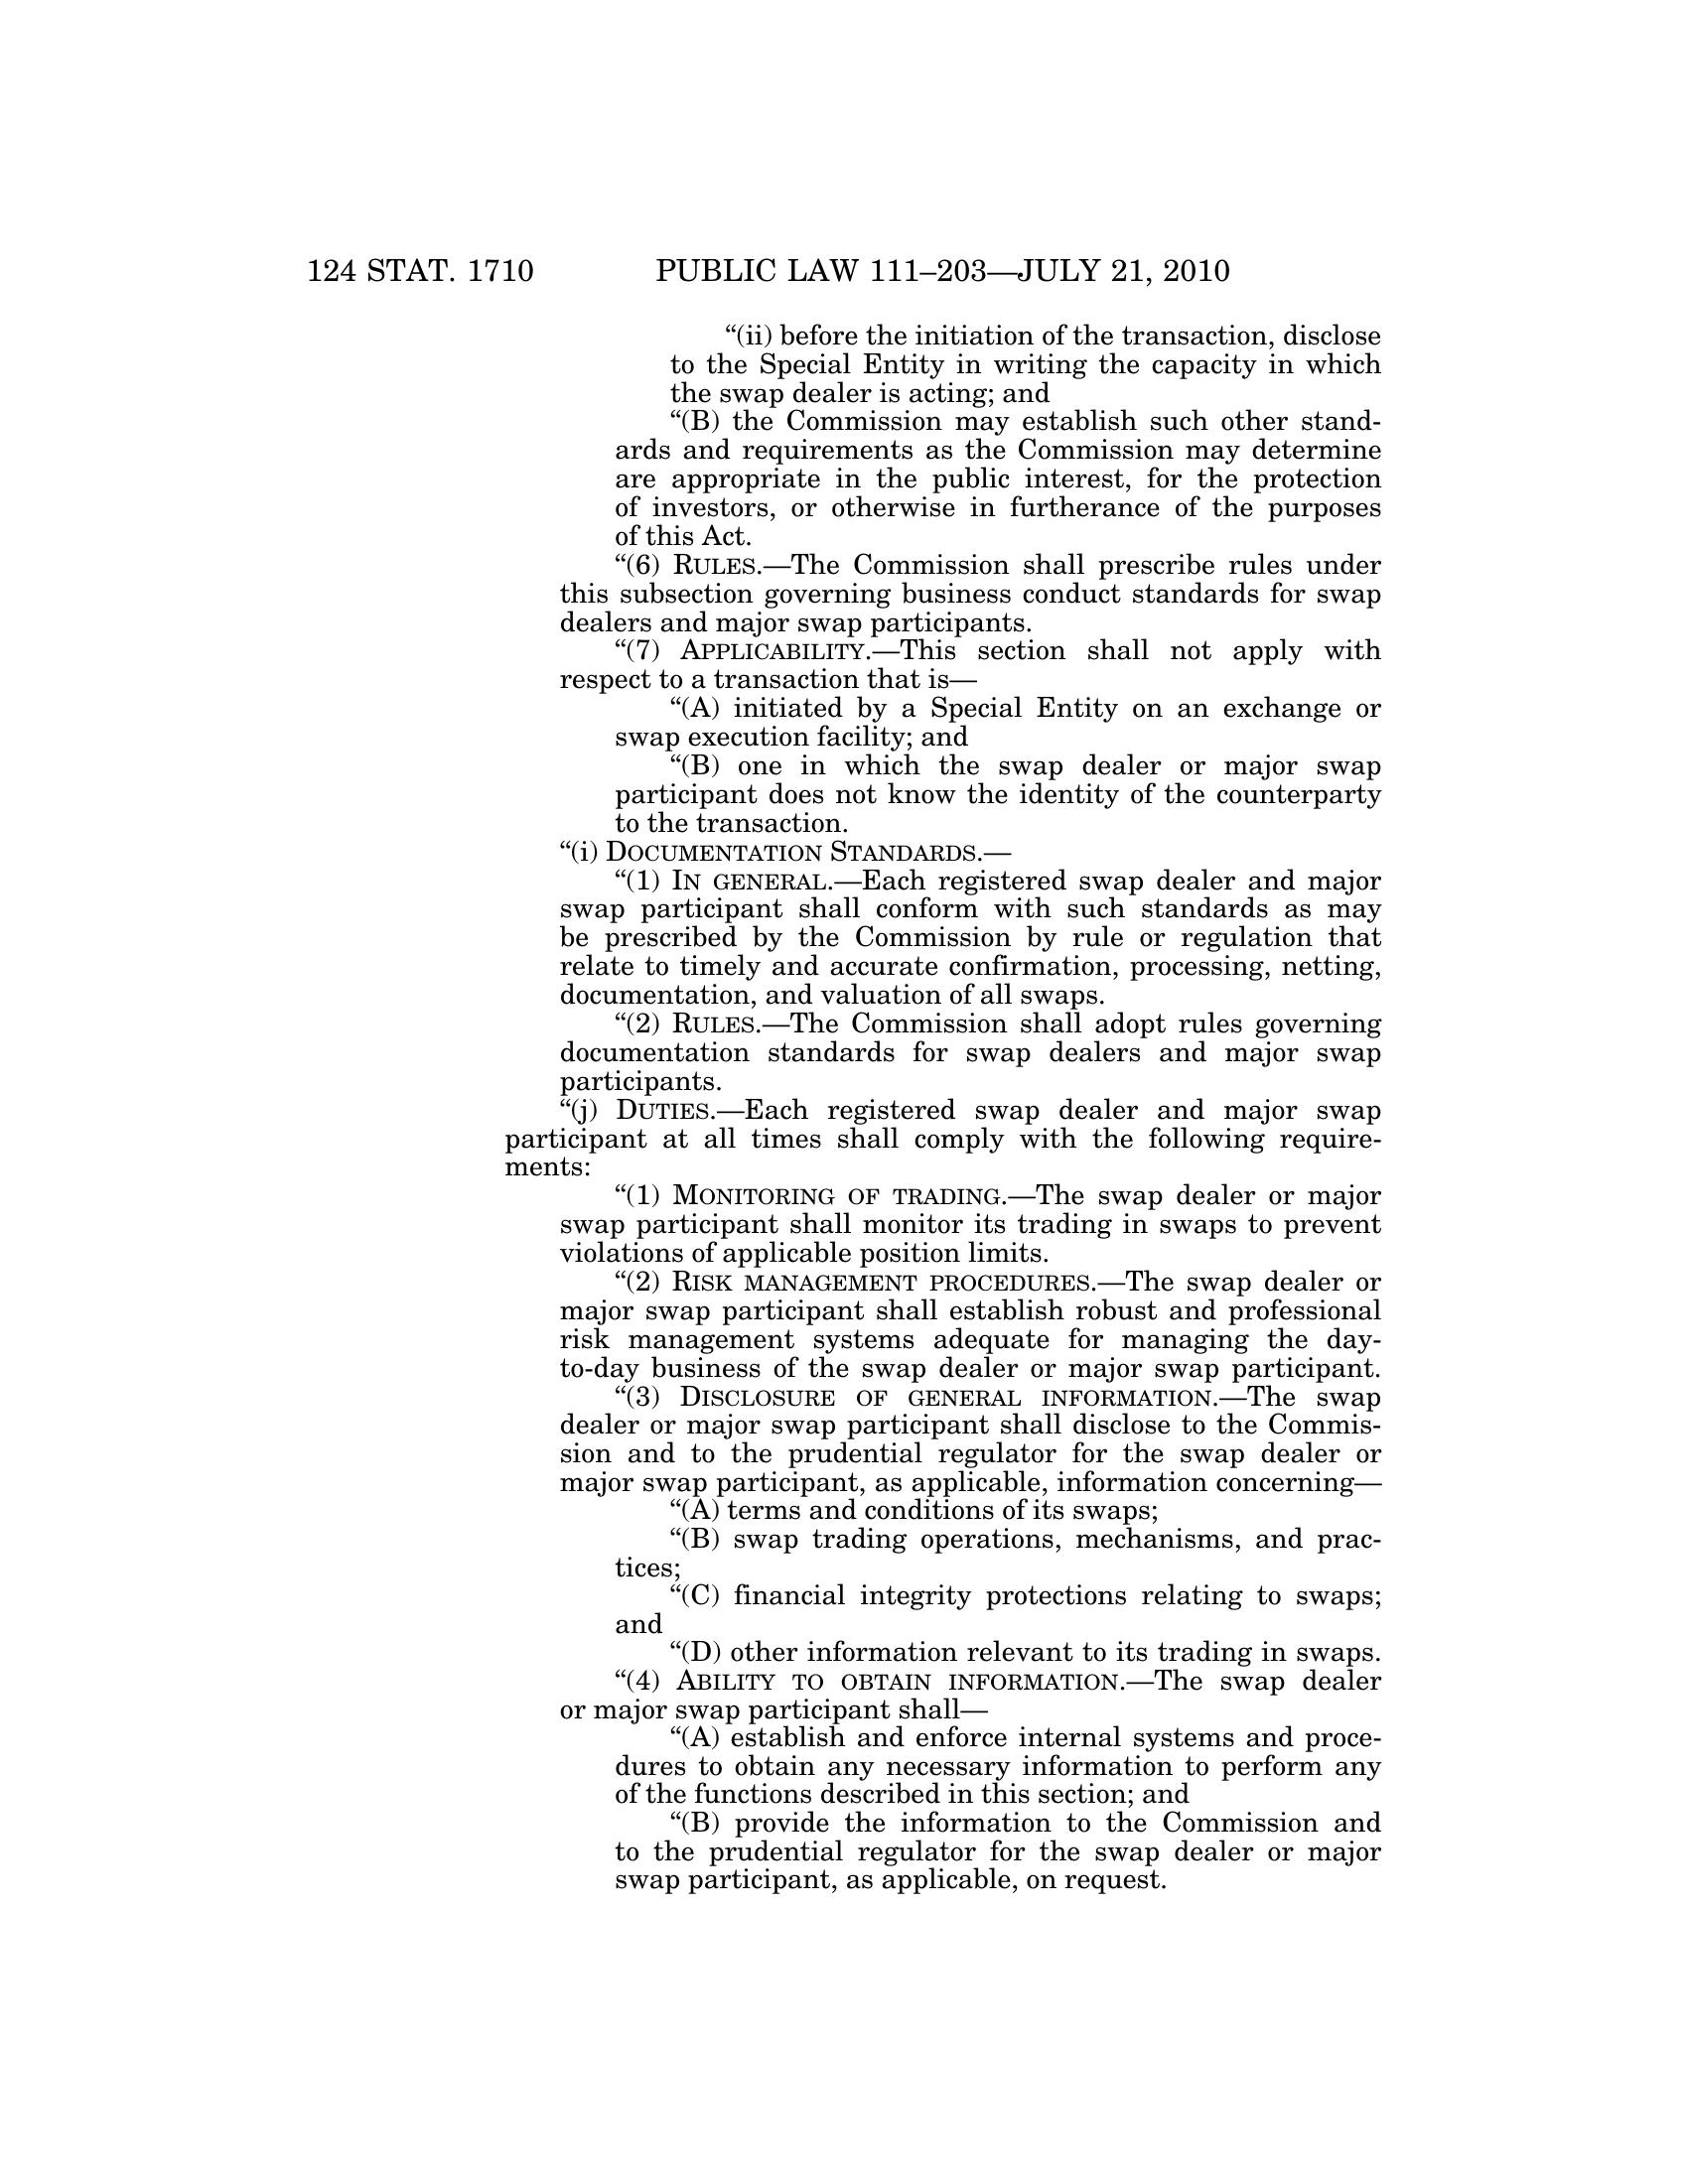 124 STAT. 1710 PUBLIC LAW 111–203—JULY 21, 2010
“(ii) before the initiation of the transaction, disclose
to the Special Entity in writing the capacity in which
the swap dealer is acting; and
“(B) the Commission may establish such other stand-
ards and requirements as the Commission may determine
are appropriate in the public interest, for the protection
of investors, or otherwise in furtherance of the purposes
of this Act.
“(6) RULES.—The Commission shall prescribe rules under
this subsection governing business conduct standards for swap
dealers and major swap participants.
“(7) APPLICABILITY.—This section shall not apply with
respect to a transaction that is—
“(A) initiated by a Special Entity on an exchange or
swap execution facility; and
“(B) one in which the swap dealer or major swap
participant does not know the identity of the counterparty
to the transaction.
“(i) DOCUMENTATION STANDARDS.—
“(1) IN GENERAL.—Each registered swap dealer and major
swap participant shall conform with such standards as may
be prescribed by the Commission by rule or regulation that
relate to timely and accurate confirmation, processing, netting,
documentation, and valuation of all swaps.
“(2) RULES.—The Commission shall adopt rules governing
documentation standards for swap dealers and major swap
participants.
“(j) DUTIES.—Each registered swap dealer and major swap
participant at all times shall comply with the following require-
ments:
“(1) MONITORING OF TRADING.—The swap dealer or major
swap participant shall monitor its trading in swaps to prevent
violations of applicable position limits.
“(2) RISK MANAGEMENT PROCEDURES.—The swap dealer or
major swap participant shall establish robust and professional
risk management systems adequate for managing the day-
to-day business of the swap dealer or major swap participant.
“(3) DISCLOSURE OF GENERAL INFORMATION.—The swap
dealer or major swap participant shall disclose to the Commis-
sion and to the prudential regulator for the swap dealer or
major swap participant, as applicable, information concerning—
“(A) terms and conditions of its swaps;
“(B) swap trading operations, mechanisms, and prac-
tices;
“(C) financial integrity protections relating to swaps;
and
“(D) other information relevant to its trading in swaps.
“(4) ABILITY TO OBTAIN INFORMATION.—The swap dealer
or major swap participant shall—
“(A) establish and enforce internal systems and proce-
dures to obtain any necessary information to perform any
of the functions described in this section; and
“(B) provide the information to the Commission and
to the prudential regulator for the swap dealer or major
swap participant, as applicable, on request.